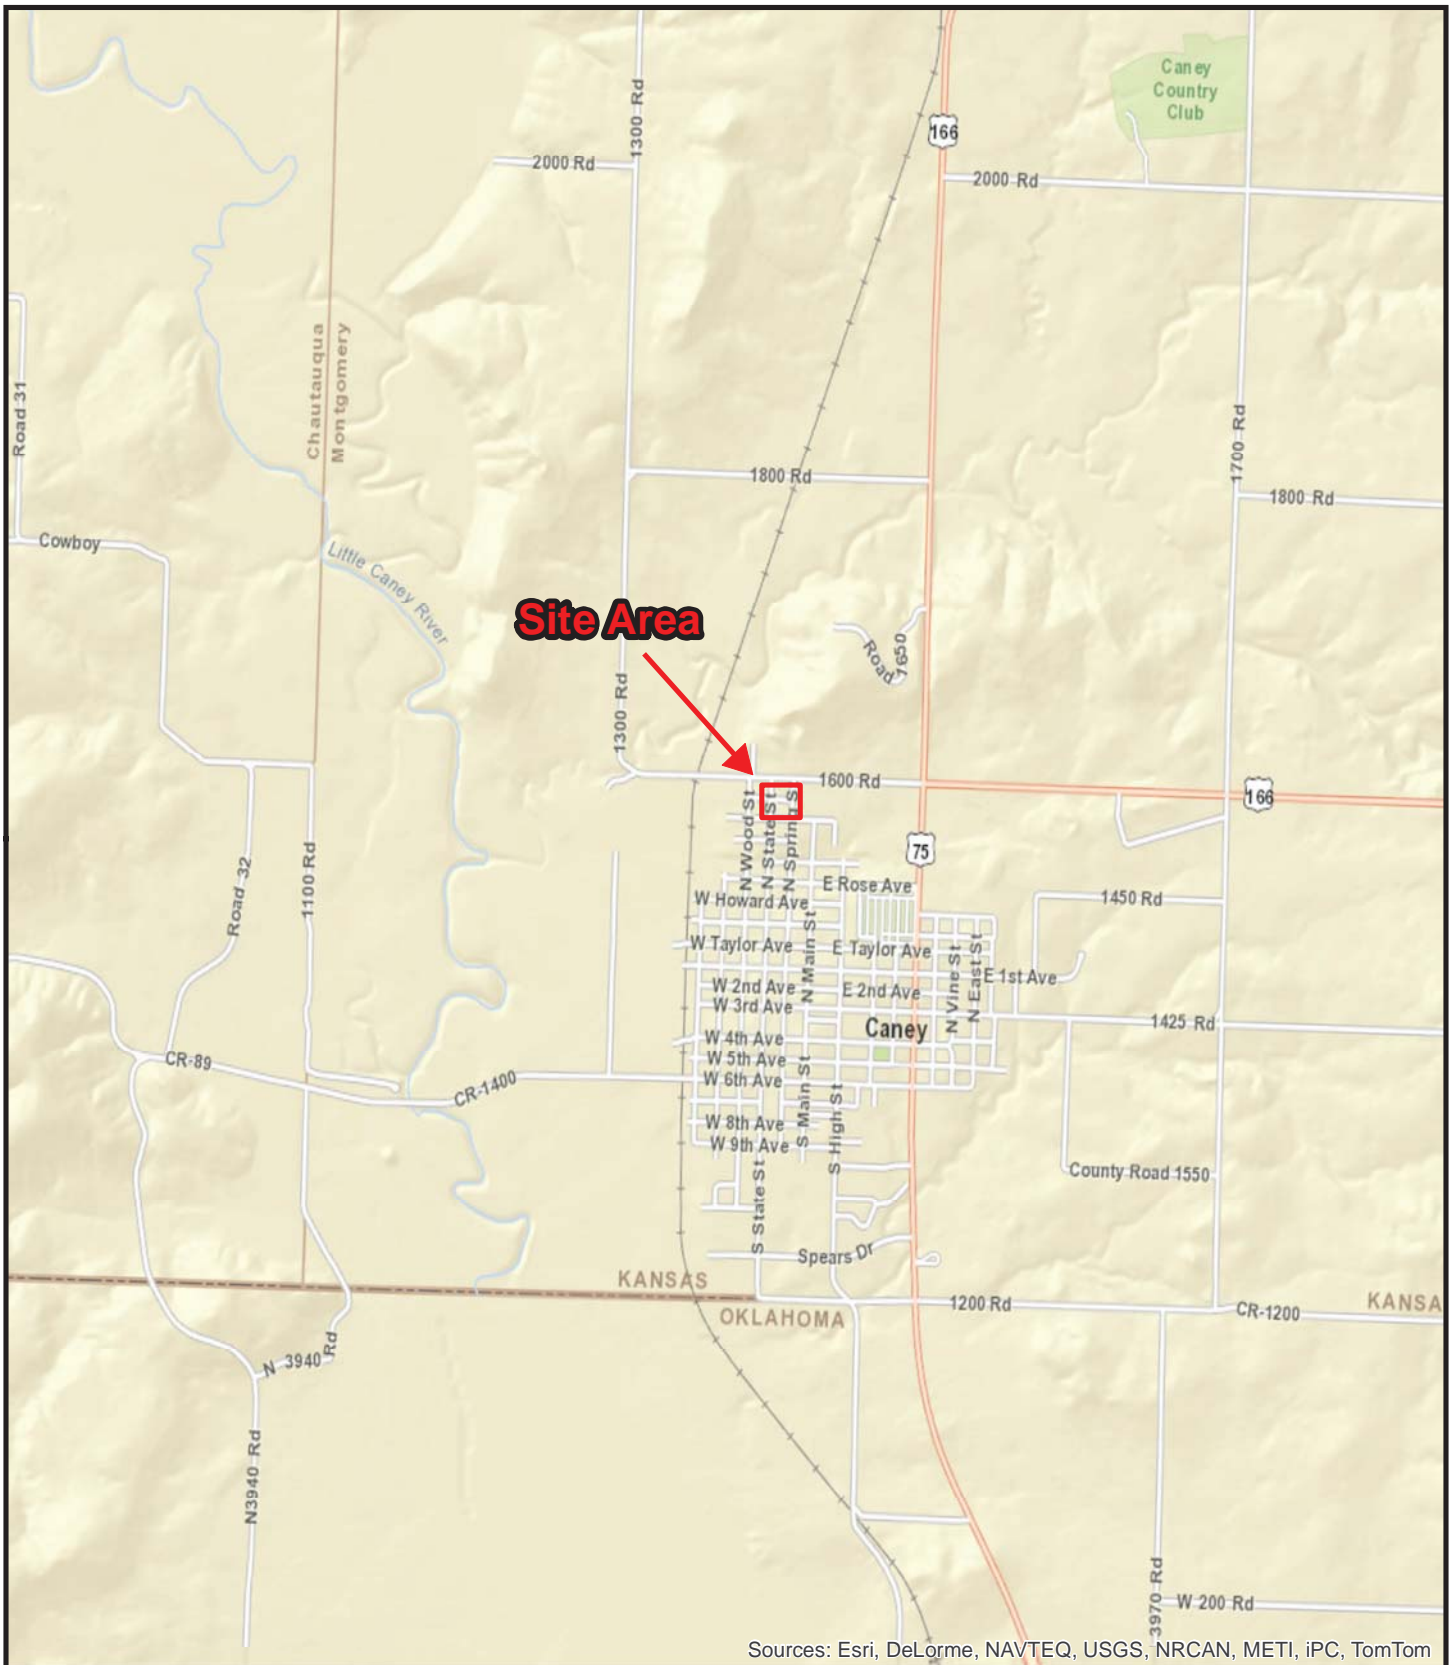 Caney
Country
Club
1300 Rd
166
2000 Rd
2000 Rd
Chautauqua
Montgomery
Road 31
1700 Rd
1800 Rd
1800 Rd
Cowboy
Little Caney River
Site Area
Road 1650
1300 Rd
1600 Rd
166
N Wood St
N State St
N Spring S
75
Road 32
1100 Rd
E Rose Ave
1450 Rd
W Howard Ave
N Main St
W Taylor Ave
E Taylor Ave
N Vine St
N East St
E 1st Ave
W 2nd Ave
E 2nd Ave
W 3rd Ave
1425 Rd
Caney
W 4th Ave
CR-89
W 5th Ave
CR-1400
W 6th Ave
S Main St
S High St
W 8th Ave
W 9th Ave
County Road 1550
S State St
Spears Dr
KANSAS
1200 Rd
CR-1200
KANSA
OKLAHOMA
N 3940 Rd
N3940 Rd
3970 Rd
W 200 Rd
Sources: Esri, DeLorme, NAVTEQ, USGS, NRCAN, METI, iPC, TomTom